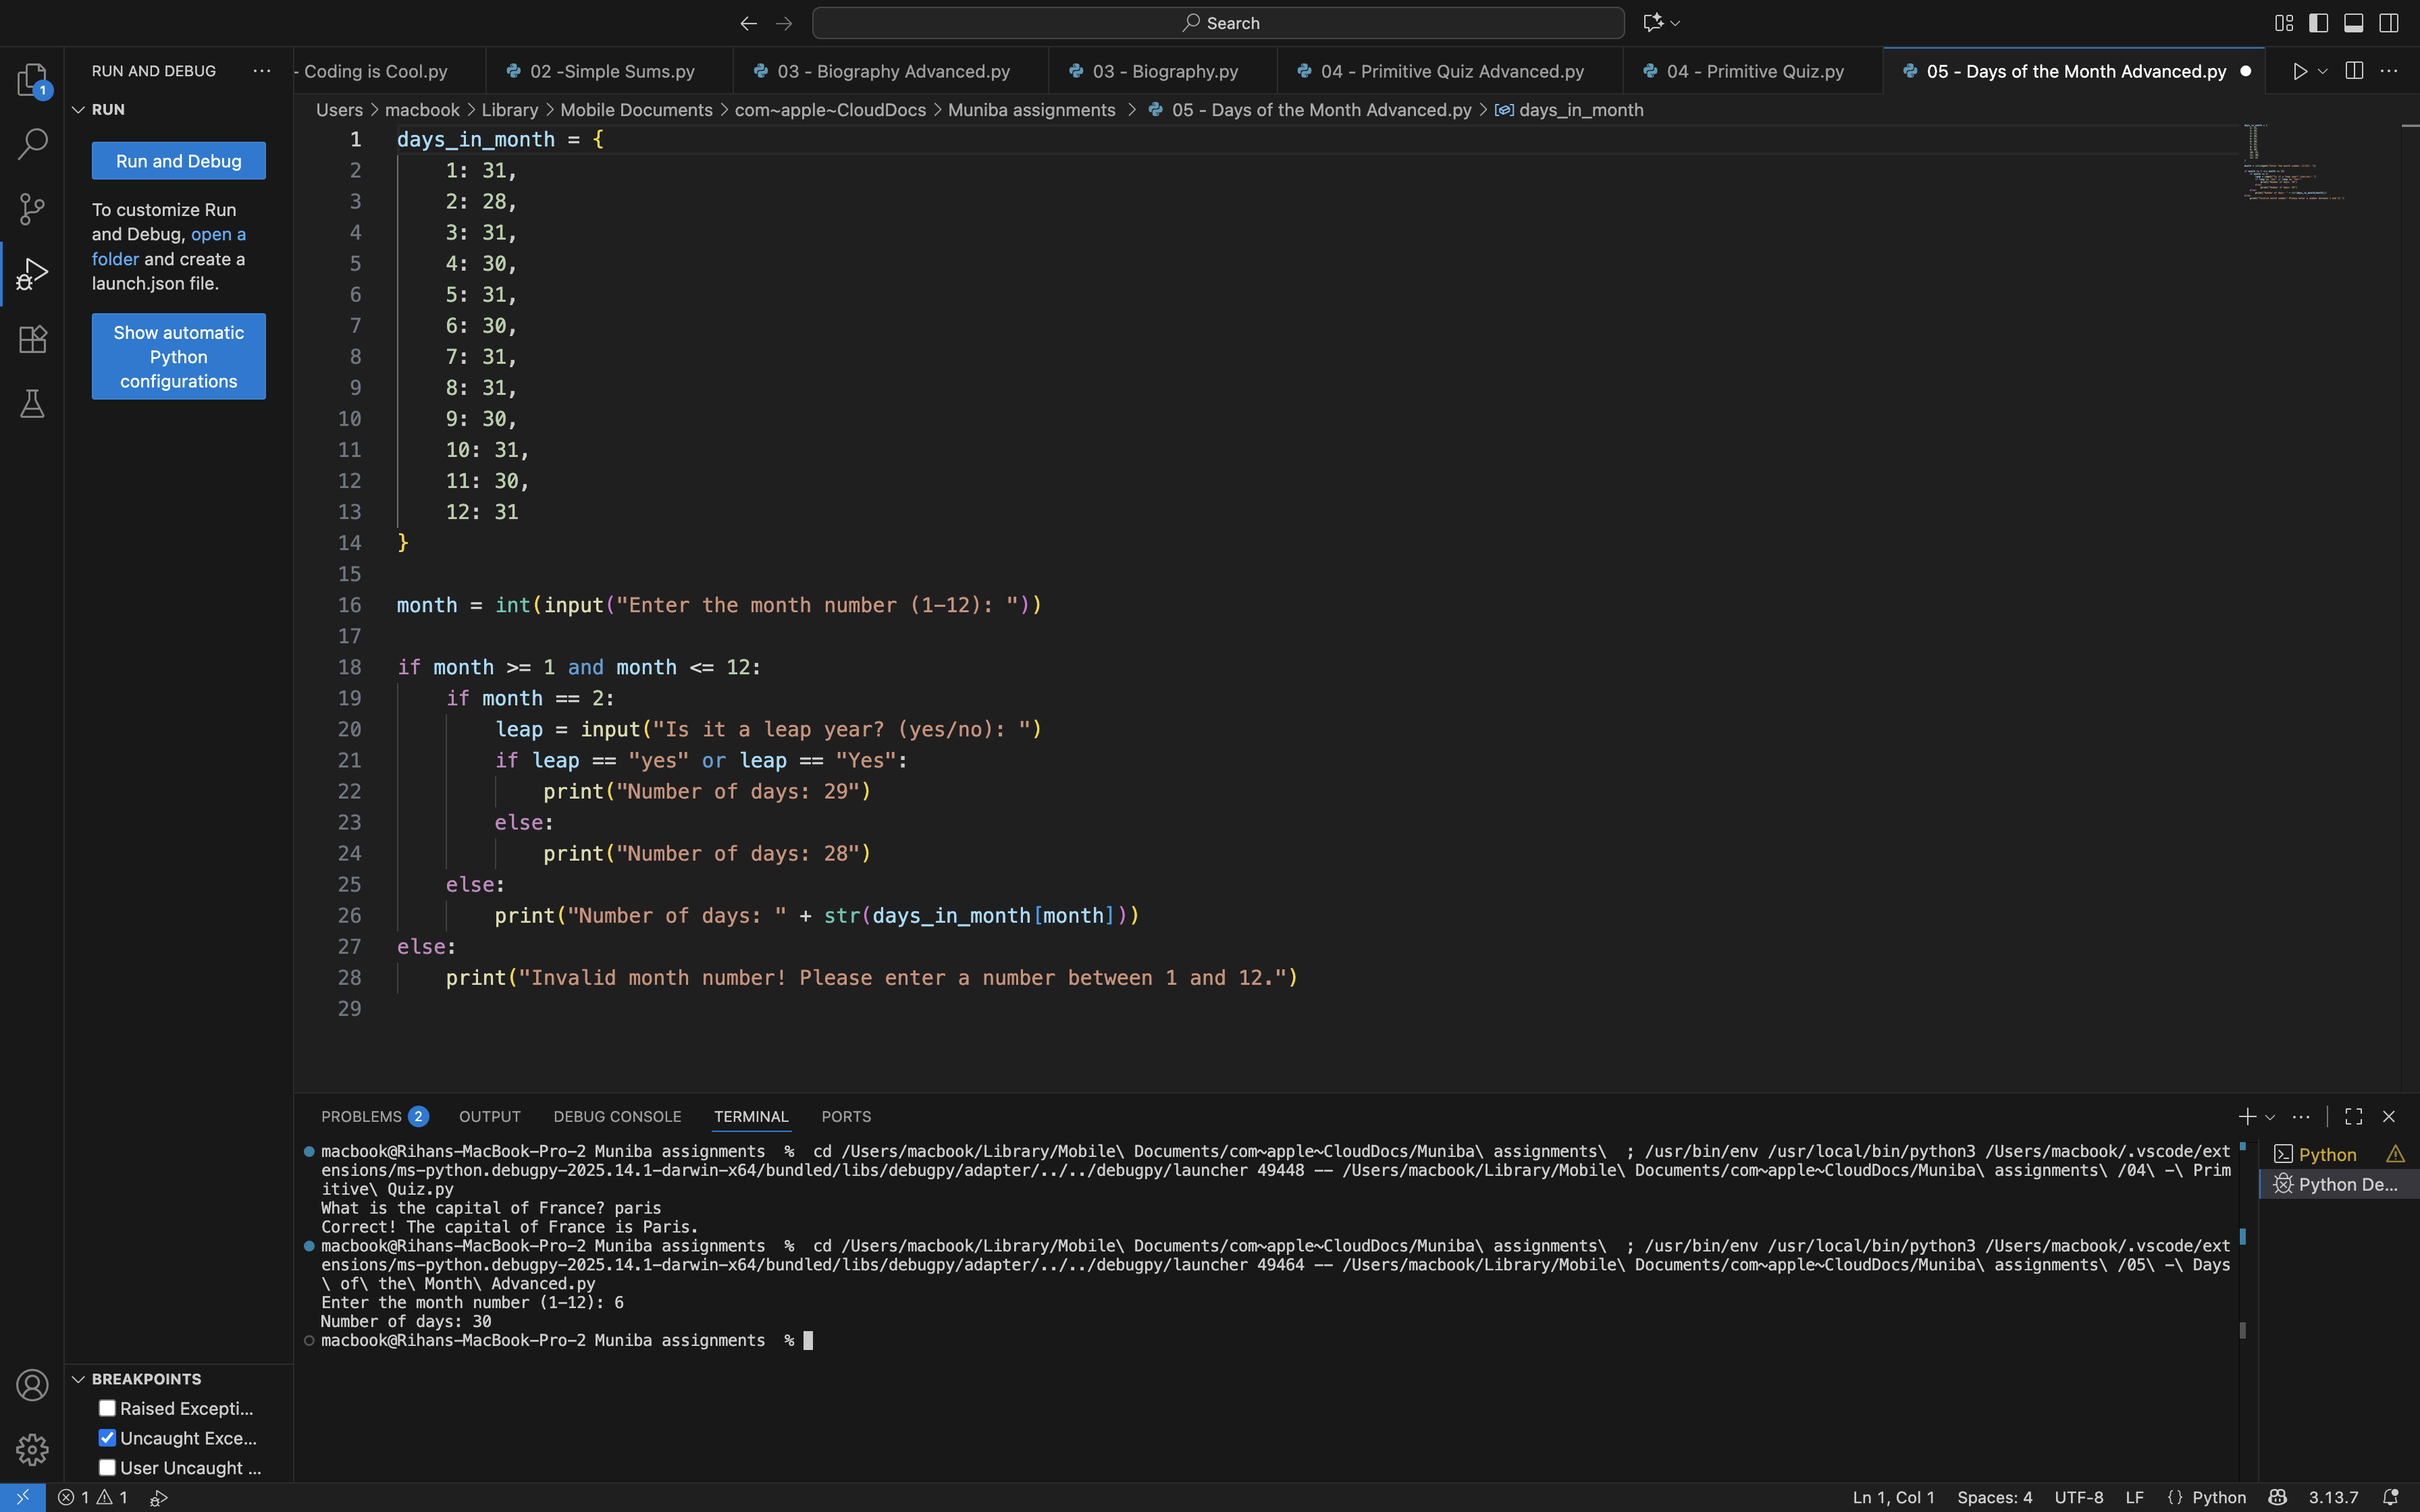 Search
RUN AND DEBUG
- Coding is Cool.py
02 -Simple Sums.py
03 - Biography Advanced.py
03 - Biography.py
04 - Primitive Quiz Advanced.py
04 - Primitive Quiz.py
05 - Days of the Month Advanced.py
1
RUN
Run and Debug
To customize Run
and Debug, open a
folder and create a
launch.json file.
Show automatic
Python
configurations
Users > macbook > Library > Mobile Documents > com~apple~CloudDocs > Muniba assignments > 05 - Days of the Month Advanced.py > days_in_month
1 days_in_month = {
2 1: 31,
3 2: 28,
4 3: 31,
5 4: 30,
6 5: 31,
7 6: 30,
8 7: 31,
9 8: 31,
10 9: 30,
11 10: 31,
12 11: 30,
13 12: 31
14 }
15
16 month = int(input("Enter the month number (1-12): "))
17
18 if month >= 1 and month <= 12:
19 if month == 2:
20 leap = input("Is it a leap year? (yes/no): ")
21 if leap == "yes" or leap == "Yes":
22 print("Number of days: 29")
23 else:
24 print("Number of days: 28")
25 else:
26 print("Number of days: " + str(days_in_month[month]))
27 else:
28 print("Invalid month number! Please enter a number between 1 and 12.")
29
PROBLEMS 2 OUTPUT DEBUG CONSOLE TERMINAL PORTS
macbook@Rihans-MacBook-Pro-2 Muniba assignments % cd /Users/macbook/Library/Mobile\ Documents/com~apple~CloudDocs/Muniba\ assignments\ ; /usr/bin/env /usr/local/bin/python3 /Users/macbook/.vscode/ext
ensions/ms-python.debugpy-2025.14.1-darwin-x64/bundled/libs/debugpy/adapter/../../debugpy/launcher 49448 -- /Users/macbook/Library/Mobile\ Documents/com~apple~CloudDocs/Muniba\ assignments\ /04\ -\ Prim
itive\ Quiz.py
What is the capital of France? paris
Correct! The capital of France is Paris.
macbook@Rihans-MacBook-Pro-2 Muniba assignments % cd /Users/macbook/Library/Mobile\ Documents/com~apple~CloudDocs/Muniba\ assignments\ ; /usr/bin/env /usr/local/bin/python3 /Users/macbook/.vscode/ext
ensions/ms-python.debugpy-2025.14.1-darwin-x64/bundled/libs/debugpy/adapter/../../debugpy/launcher 49464 -- /Users/macbook/Library/Mobile\ Documents/com~apple~CloudDocs/Muniba\ assignments\ /05\ -\ Days
\ of\ the\ Month\ Advanced.py
Enter the month number (1-12): 6
Number of days: 30
macbook@Rihans-MacBook-Pro-2 Muniba assignments %
Python
Python De...
BREAKPOINTS
Raised Excepti...
Uncaught Exce...
User Uncaught ...
1 1
Ln 1, Col 1 Spaces: 4 UTF-8 LF {} Python 3.13.7